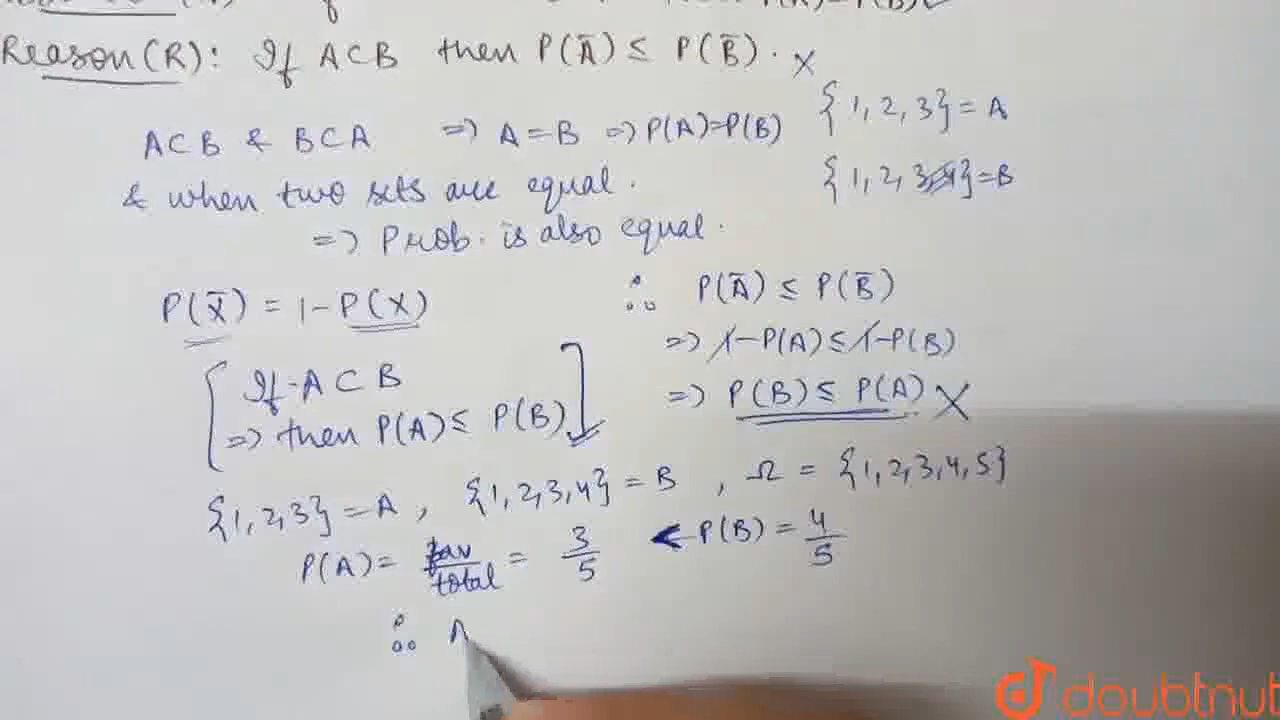 P(B)
Reason (R): If A⊂B then P(Ā) ≤ P(B̄). ×
A⊂B & B⊂A => A=B => P(A)=P(B) {1,2,3}=A
& when two sets are equal. {1,2,3}=B
=> Prob. is also equal.
P(X̄) = 1-P(X) ∴ P(Ā) ≤ P(B̄)
=> 1-P(A) ≤ 1-P(B)
[If A⊂B => P(B) ≤ P(A) ×
=> then P(A) ≤ P(B)]
{1,2,3}=A, {1,2,3,4}=B, Ω = {1,2,3,4,5}
P(A) = fav/total = 3/5 < P(B) = 4/5
∴ A
doubtnut